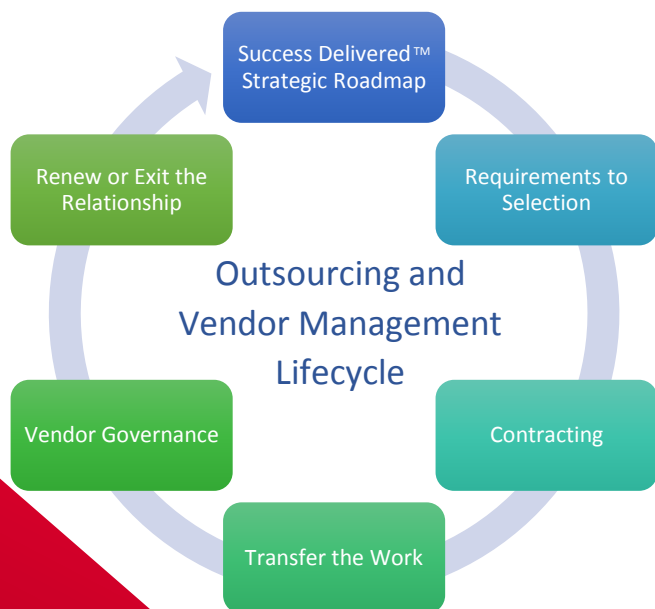 Success Delivered™
Strategic Roadmap
Requirements to
Selection
Contracting
Transfer the Work
Vendor Governance
Renew or Exit the
Relationship
Outsourcing and
Vendor Management
Lifecycle